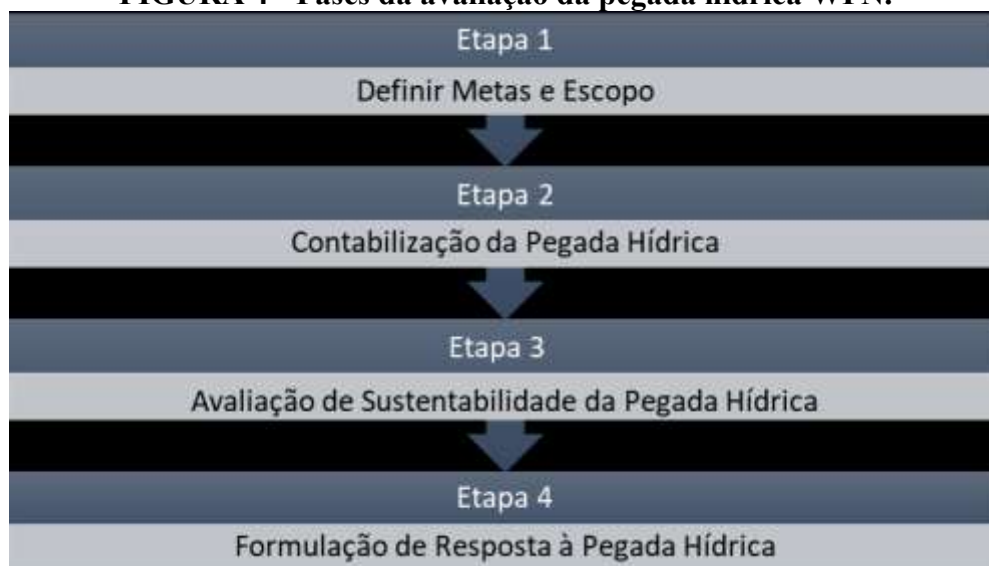 FIGURA 4 - Fases da avaliação da pegada hídrica WFN.
Etapa 1
Definir Metas e Escopo
Etapa 2
Contabilização da Pegada Hídrica
Etapa 3
Avaliação de Sustentabilidade da Pegada Hídrica
Etapa 4
Formulação de Resposta à Pegada Hídrica